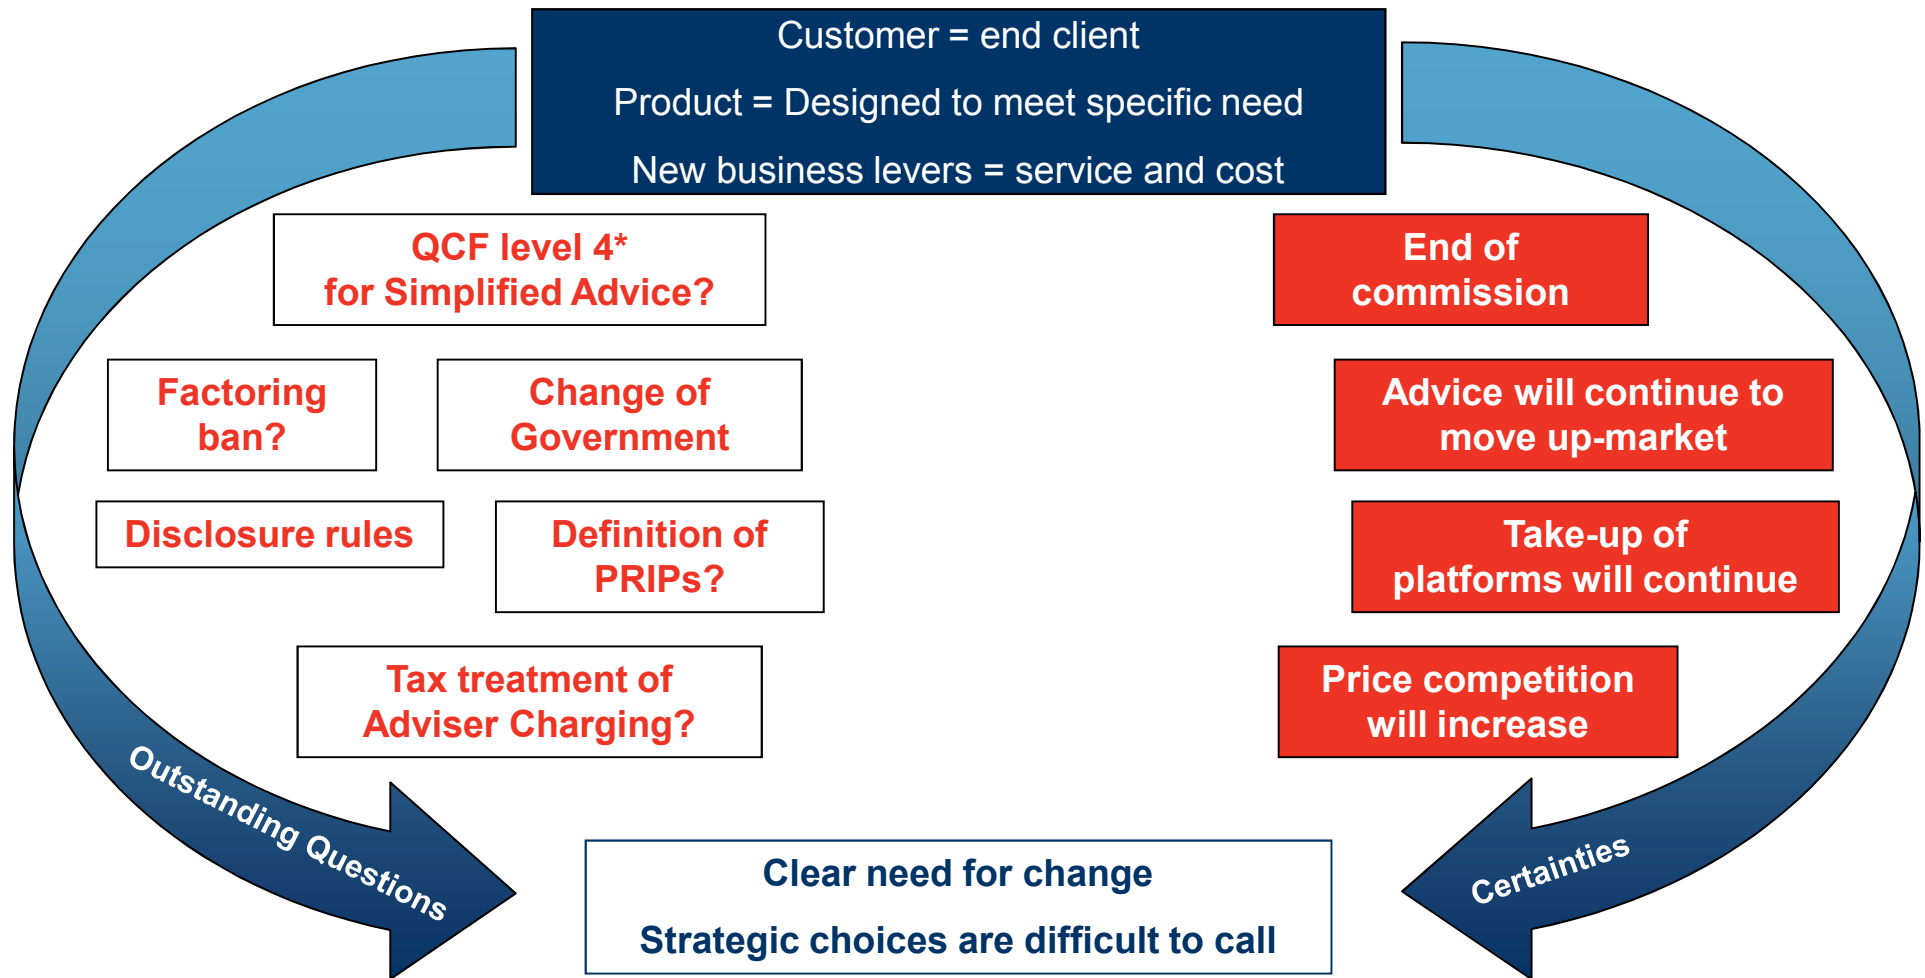 Customer = end client
Product = Designed to meet specific need
New business levers = service and cost
QCF level 4*
for Simplified Advice?
Factoring
ban?
Change of
Government
Disclosure rules
Definition of
PRIPs?
Tax treatment of
Adviser Charging?
Outstanding Questions
End of
commission
Advice will continue to
move up-market
Take-up of
platforms will continue
Price competition
will increase
Certainties
Clear need for change
Strategic choices are difficult to call